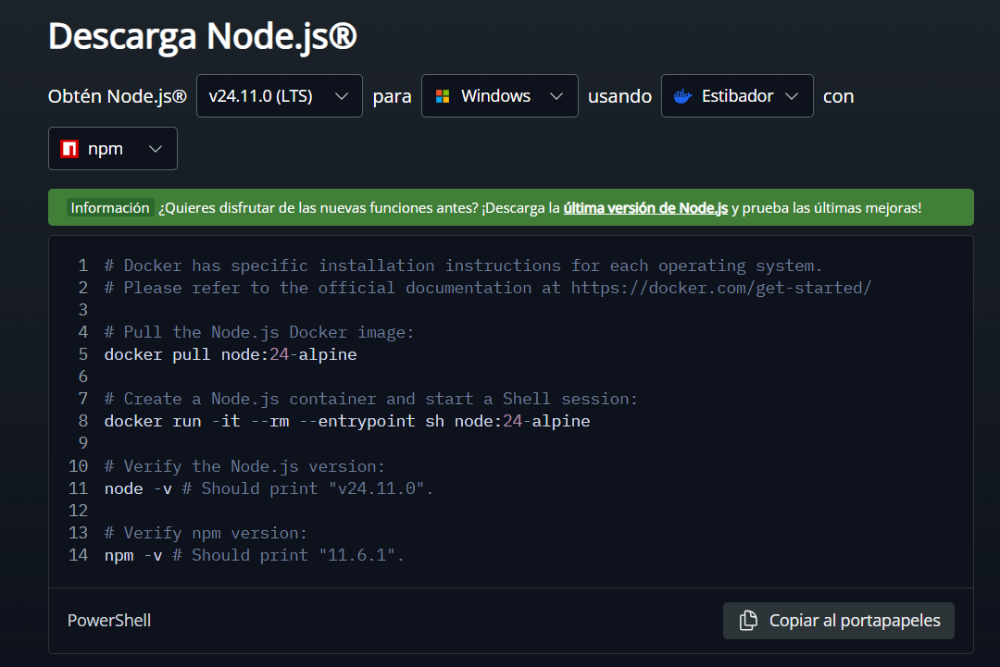 Descarga Node.js®
Obtén Node.js® v24.11.0 (LTS) para Windows usando Estibador con
npm
Información ¿Quieres disfrutar de las nuevas funciones antes? ¡Descarga la última versión de Node.js y prueba las últimas mejoras!
1 # Docker has specific installation instructions for each operating system.
2 # Please refer to the official documentation at https://docker.com/get-started/
3
4 # Pull the Node.js Docker image:
5 docker pull node:24-alpine
6
7 # Create a Node.js container and start a Shell session:
8 docker run -it --rm --entrypoint sh node:24-alpine
9
10 # Verify the Node.js version:
11 node -v # Should print "v24.11.0".
12
13 # Verify npm version:
14 npm -v # Should print "11.6.1".
PowerShell Copiar al portapapeles